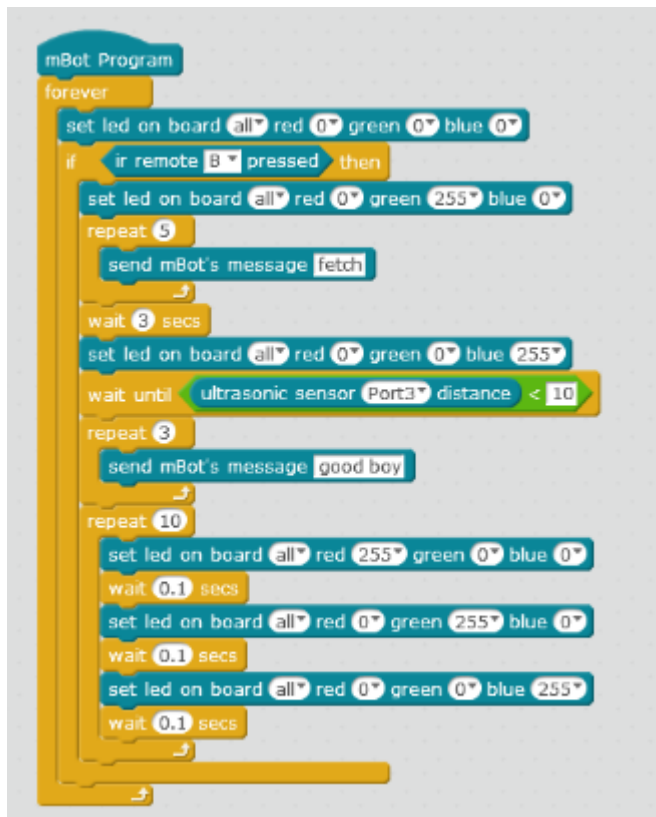 mBot Program
forever
set led on board all red 0 green 0 blue 0
if ir remote B pressed then
set led on board all red 0 green 255 blue 0
repeat 5
send mBot's message fetch
wait 3 secs
set led on board all red 0 green 0 blue 255
wait until ultrasonic sensor Port3 distance < 10
repeat 3
send mBot's message good boy
repeat 10
set led on board all red 255 green 0 blue 0
wait 0.1 secs
set led on board all red 0 green 255 blue 0
wait 0.1 secs
set led on board all red 0 green 0 blue 255
wait 0.1 secs